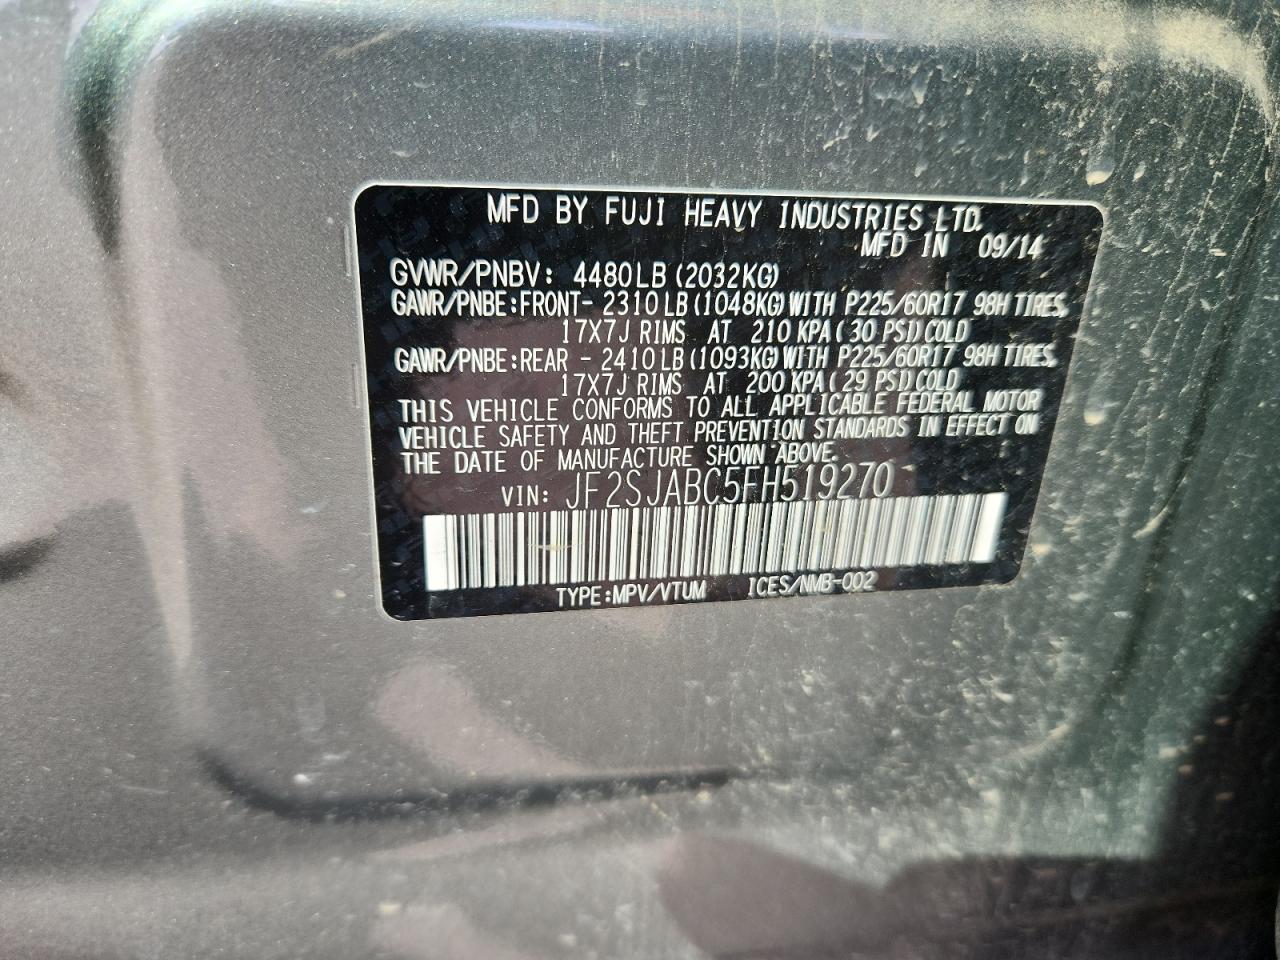 MFD BY FUJI HEAVY INDUSTRIES LTD.
MFD IN 09/14
GVWR/PNBV: 4480LB (2032KG)
GAWR/PNBE:FRONT- 2310LB (1048KG) WITH P225/60R17 98H TIRES,
17X7J RIMS AT 210 KPA (30 PSI) COLD
GAWR/PNBE:REAR - 2410LB (1093KG) WITH P225/60R17 98H TIRES,
17X7J RIMS AT 200 KPA (29 PSI) COLD
THIS VEHICLE CONFORMS TO ALL APPLICABLE FEDERAL MOTOR
VEHICLE SAFETY AND THEFT PREVENTION STANDARDS IN EFFECT ON
THE DATE OF MANUFACTURE SHOWN ABOVE.
VIN: JF2SJABC5FH519270
TYPE:MPV/VTUM ICES/NMB-002